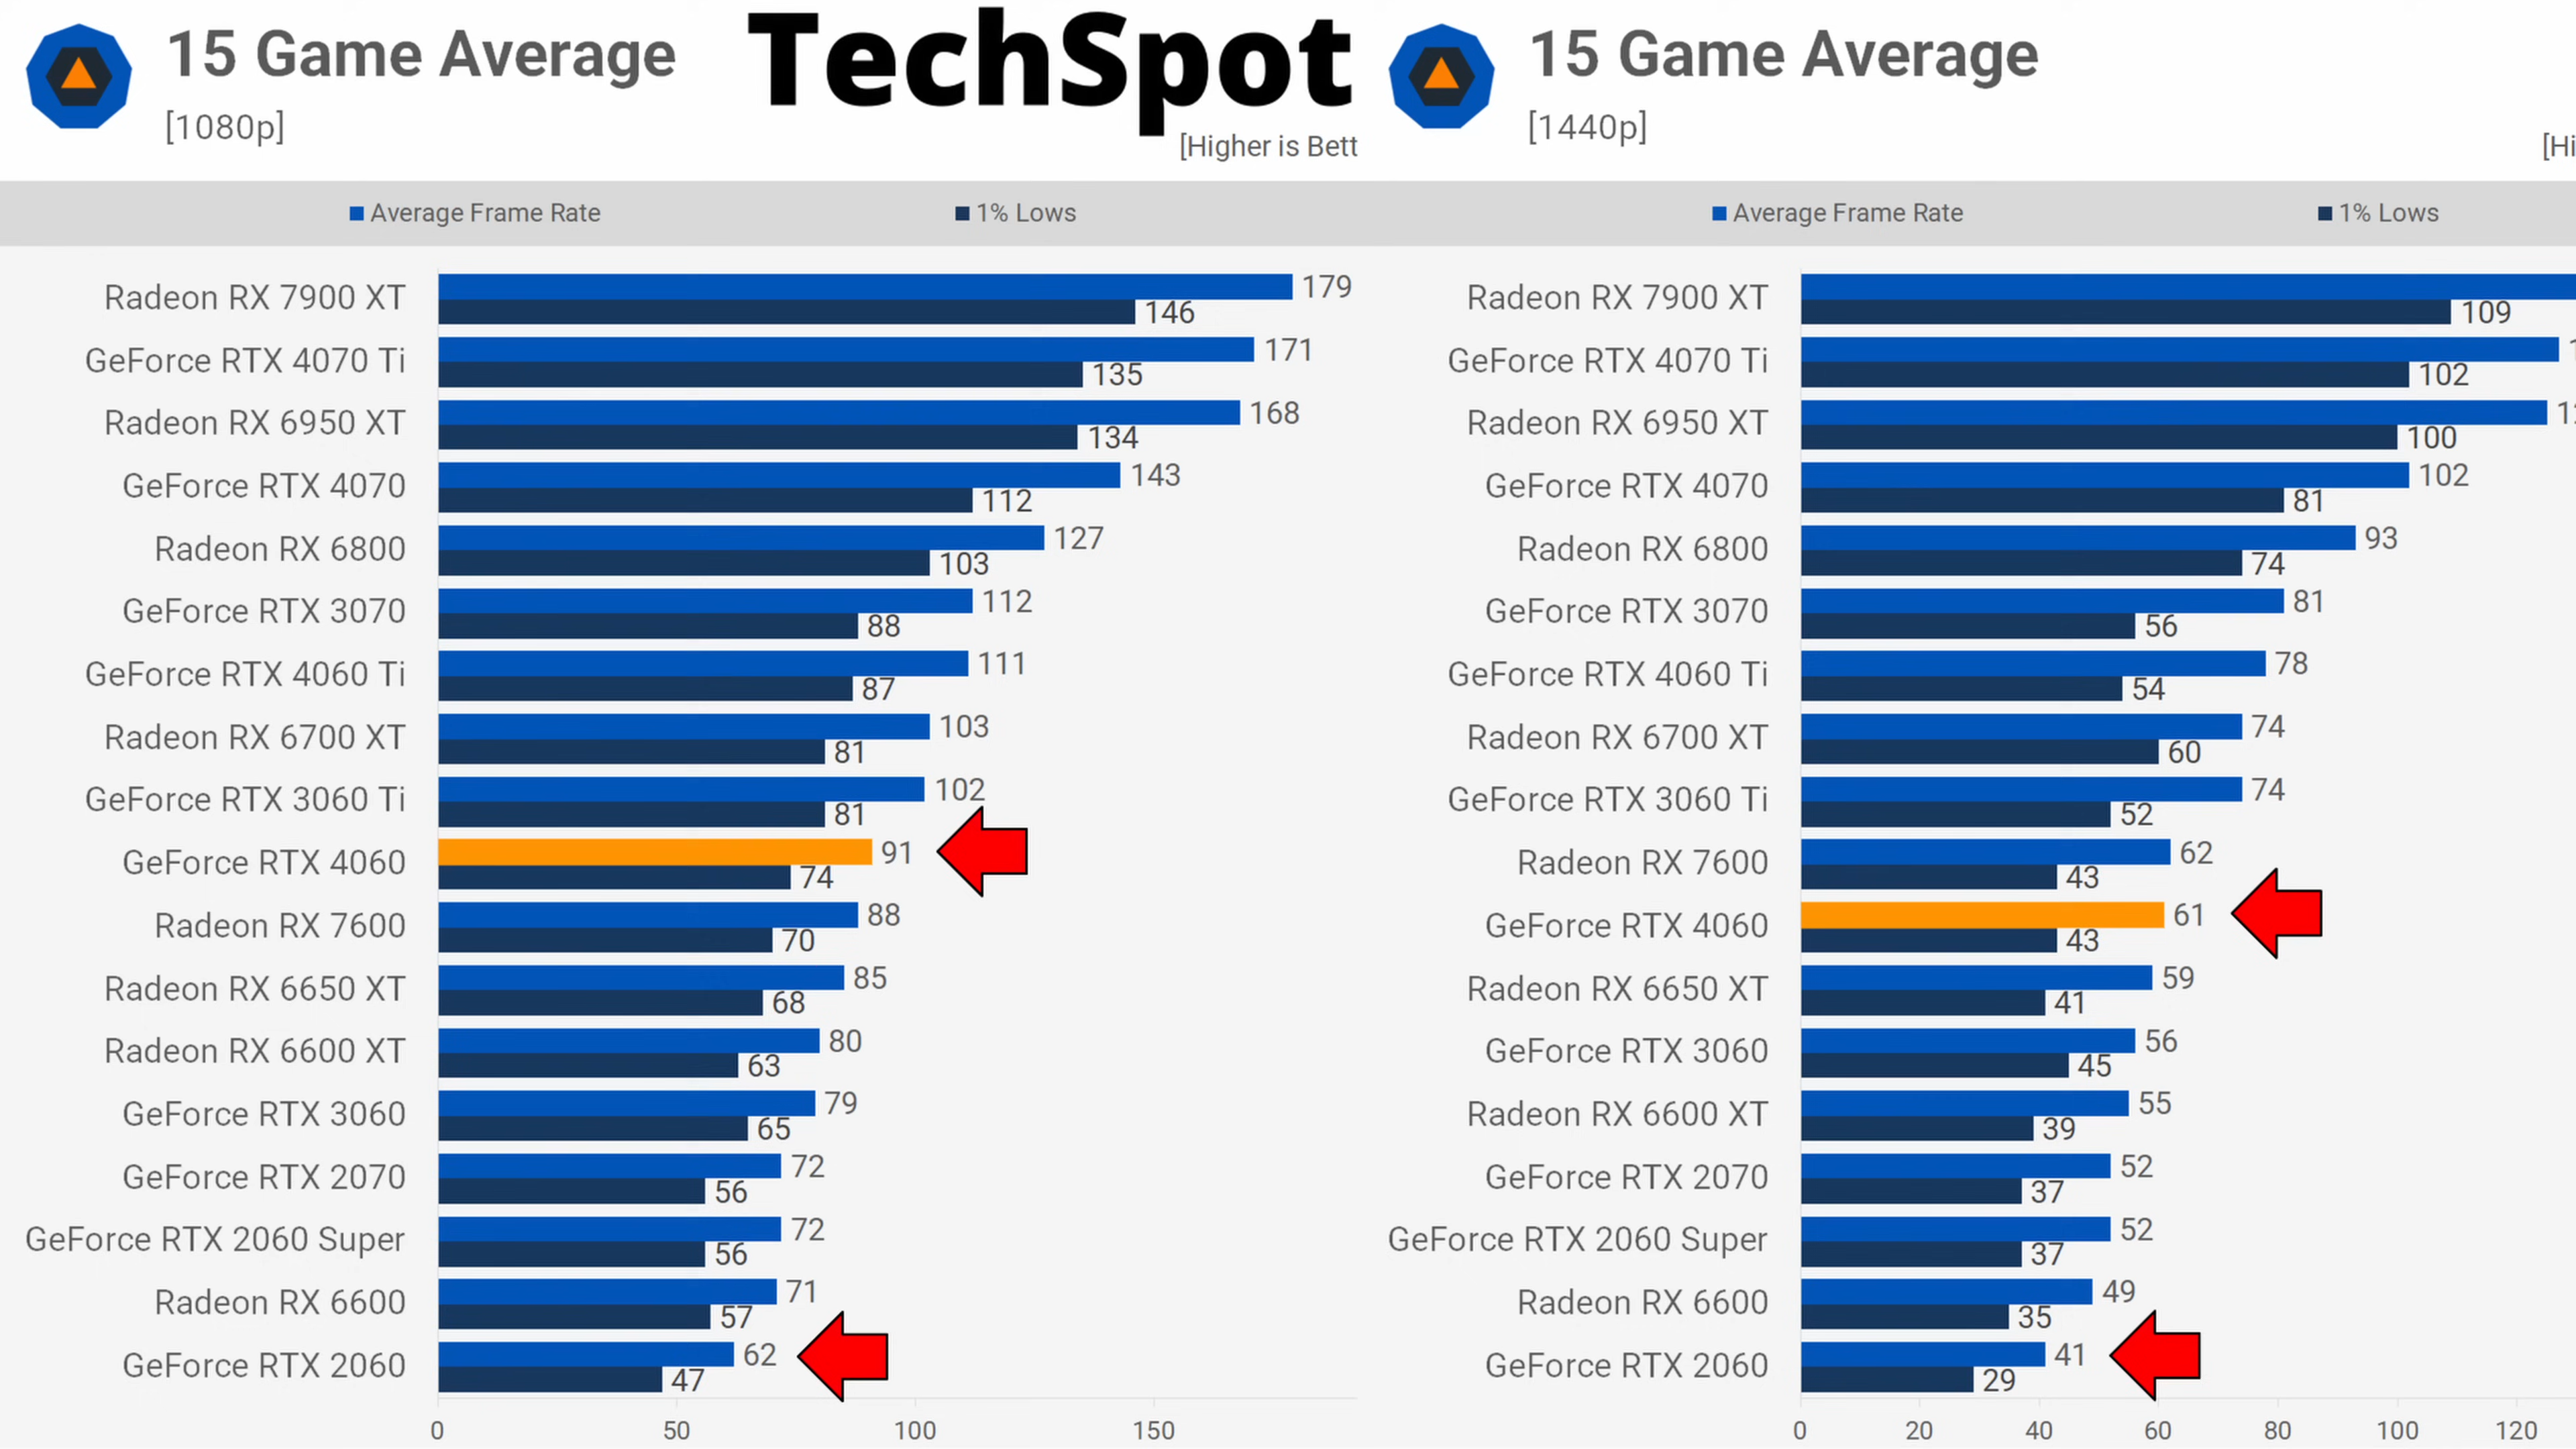 15 Game Average
[1080p]
TechSpot
[Higher is Bett
Average Frame Rate
1% Lows
Radeon RX 7900 XT
179
146
GeForce RTX 4070 Ti
171
135
Radeon RX 6950 XT
168
134
GeForce RTX 4070
143
112
Radeon RX 6800
127
103
GeForce RTX 3070
112
88
GeForce RTX 4060 Ti
111
87
Radeon RX 6700 XT
103
81
GeForce RTX 3060 Ti
102
81
GeForce RTX 4060
91
74
Radeon RX 7600
88
70
Radeon RX 6650 XT
85
68
Radeon RX 6600 XT
80
63
GeForce RTX 3060
79
65
GeForce RTX 2070
72
56
GeForce RTX 2060 Super
72
56
Radeon RX 6600
71
57
GeForce RTX 2060
62
47
0 50 100 150
15 Game Average
[1440p]
[Hi
Average Frame Rate
1% Lows
Radeon RX 7900 XT
109
GeForce RTX 4070 Ti
102
Radeon RX 6950 XT
100
GeForce RTX 4070
102
81
Radeon RX 6800
93
74
GeForce RTX 3070
81
56
GeForce RTX 4060 Ti
78
54
Radeon RX 6700 XT
74
60
GeForce RTX 3060 Ti
74
52
Radeon RX 7600
62
43
GeForce RTX 4060
61
43
Radeon RX 6650 XT
59
41
GeForce RTX 3060
56
45
Radeon RX 6600 XT
55
39
GeForce RTX 2070
52
37
GeForce RTX 2060 Super
52
37
Radeon RX 6600
49
35
GeForce RTX 2060
41
29
0 20 40 60 80 100 120